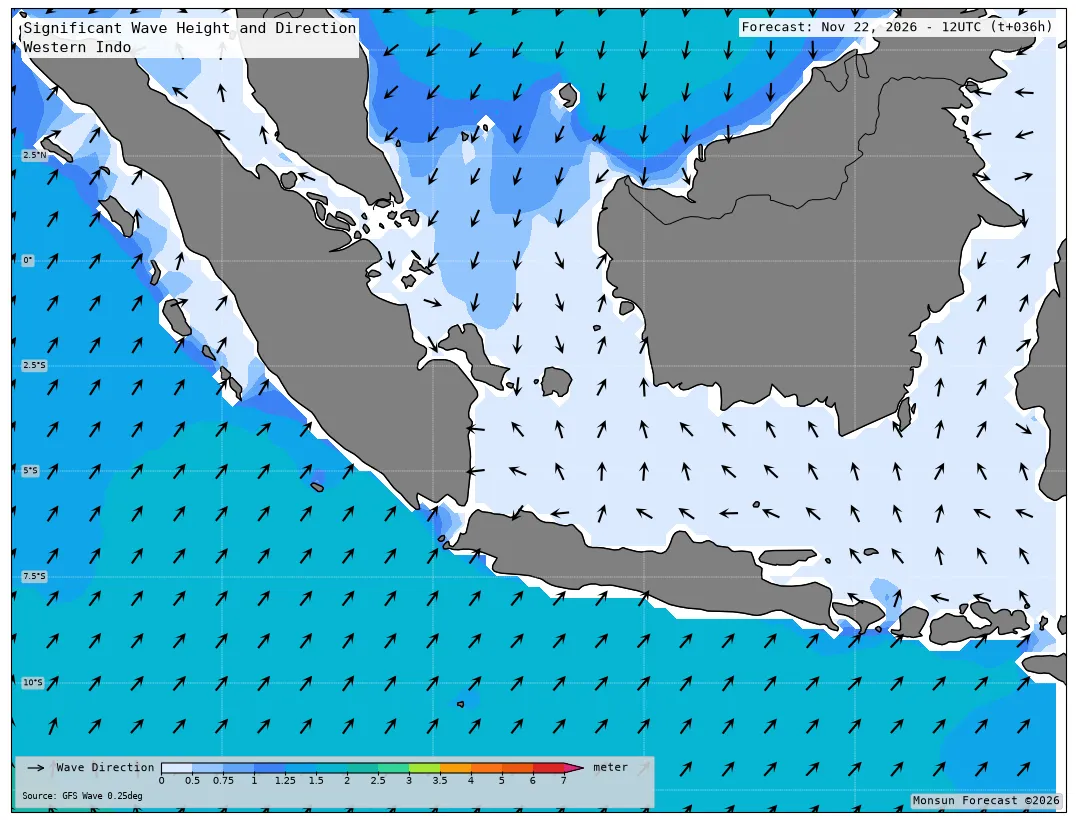 Significant Wave Height and Direction
Western Indo
Forecast: Nov 22, 2026 - 12UTC (t+036h)
2.5°N
0°
2.5°S
5°S
7.5°S
10°S
Wave Direction
0 0.5 0.75 1 1.25 1.5 2 2.5 3 3.5 4 5 6 7
meter
Source: GFS Wave 0.25deg
Monsun Forecast ©2026